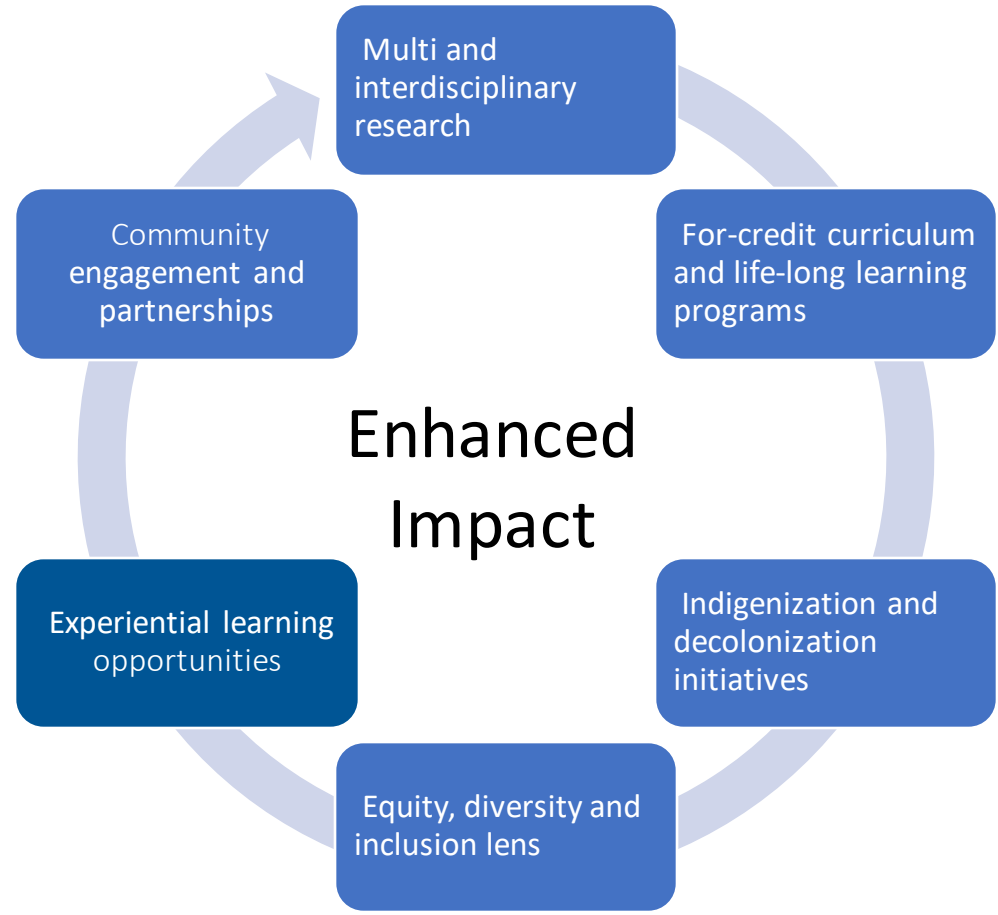 Multi and
interdisciplinary
research
For-credit curriculum
and life-long learning
programs
Indigenization and
decolonization
initiatives
Equity, diversity and
inclusion lens
Experiential learning
opportunities
Community
engagement and
partnerships
Enhanced
Impact